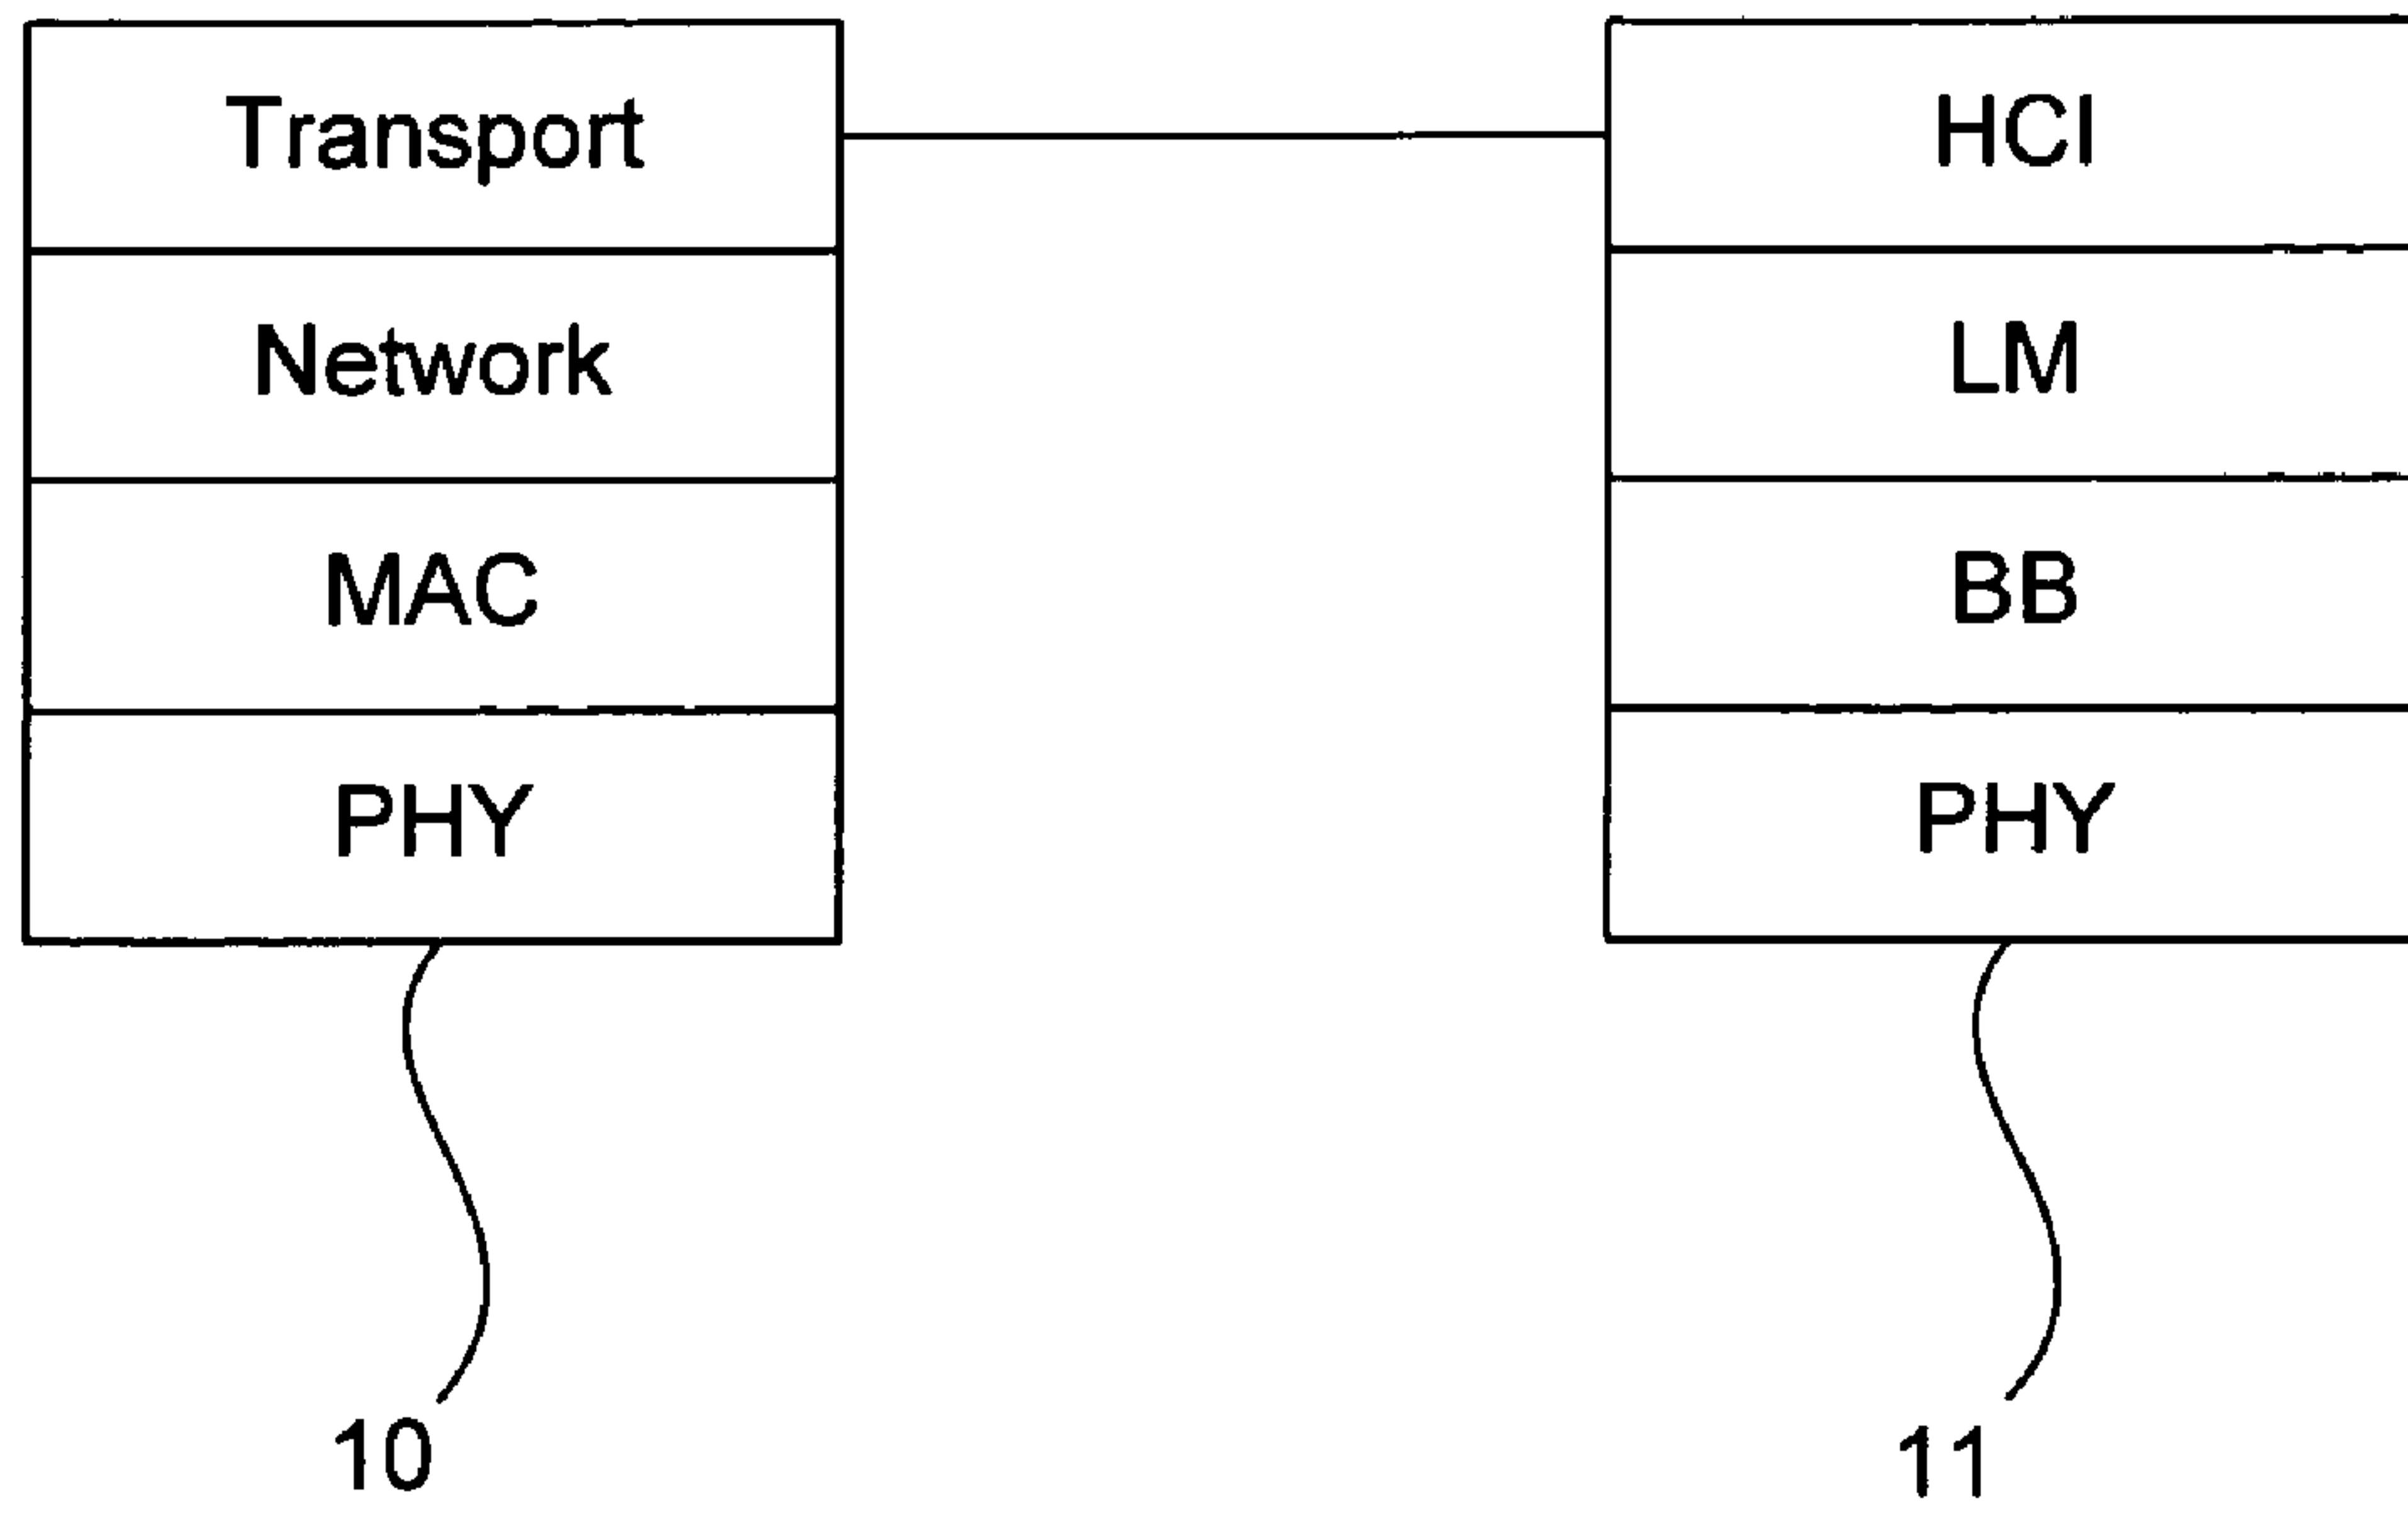 Transport
Network
MAC
PHY
HCI
LM
BB
PHY
10
11